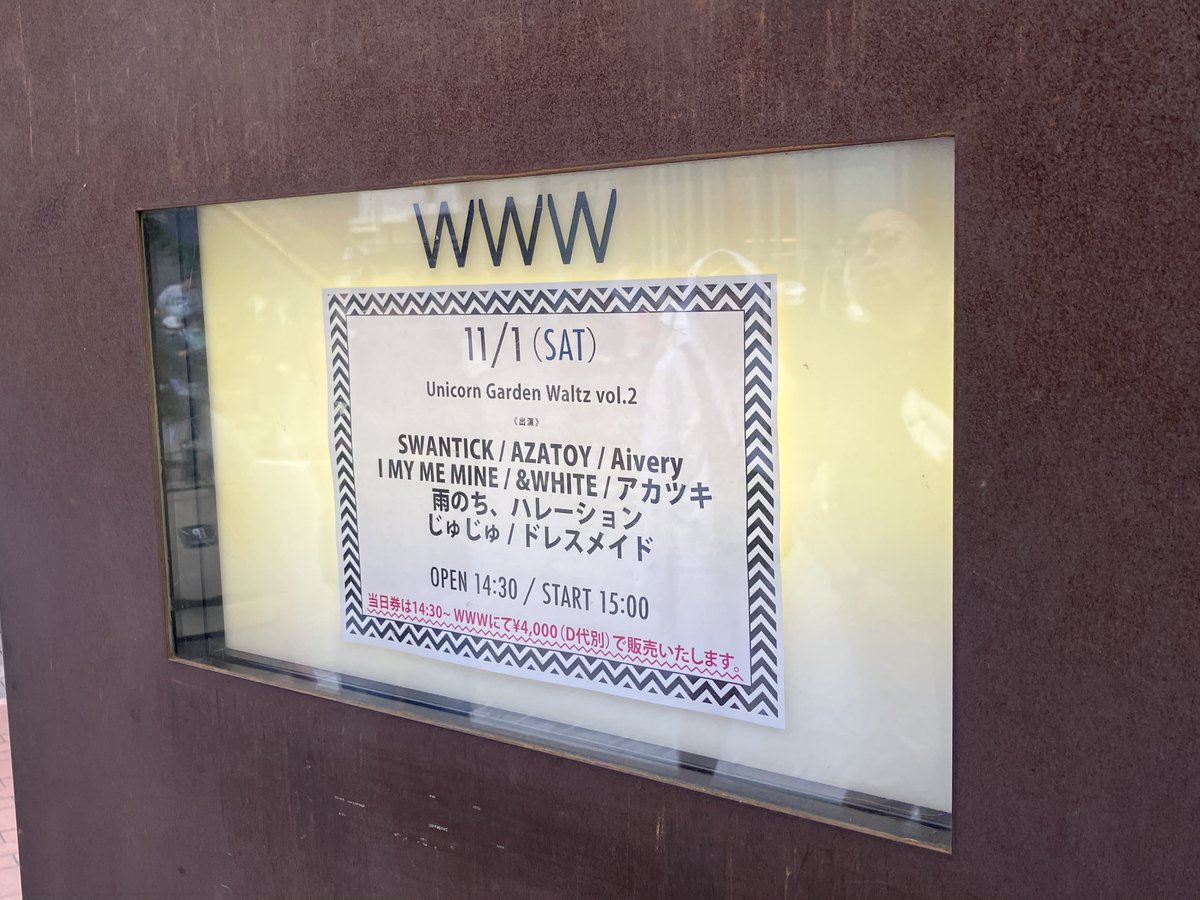 WWW
11/1(SAT)
Unicorn Garden Waltz vol.2
《出演》
SWANTICK / AZATOY / Aivery
I MY ME MINE / &WHITE / アカツキ
雨のち、ハレーション
じゅじゅ / ドレスメイド
OPEN 14:30 / START 15:00
当日券は14:30~ WWWにて¥4,000(D代別)で販売いたします。